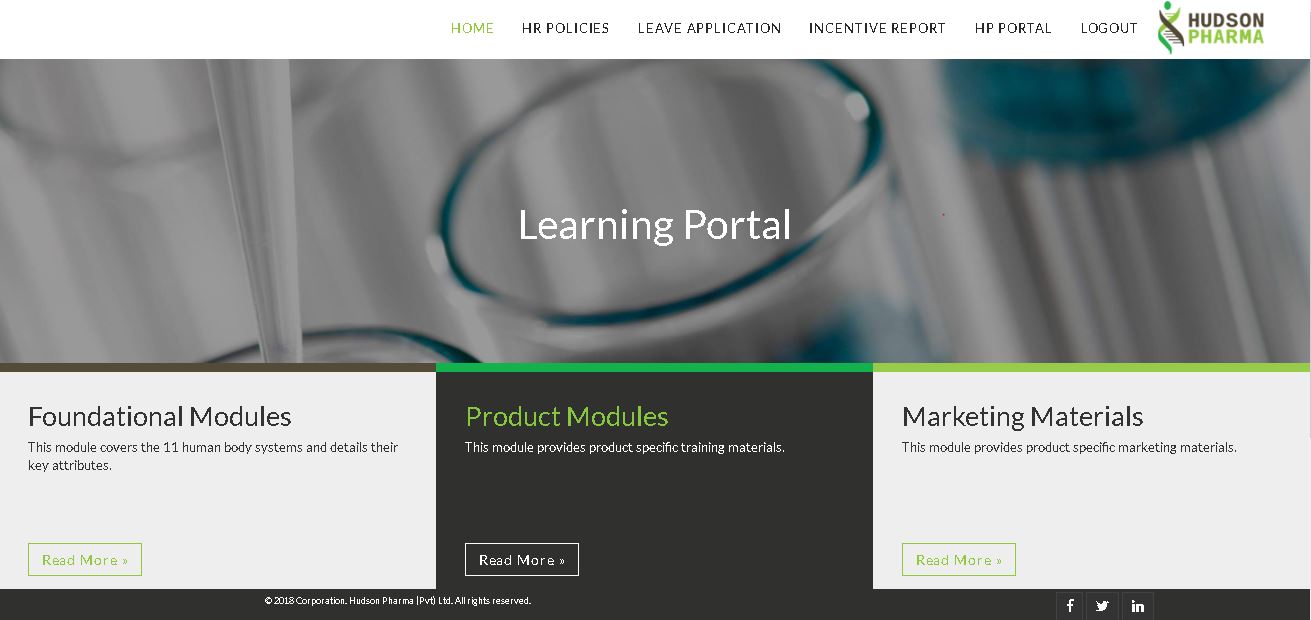 HOME HR POLICIES LEAVE APPLICATION INCENTIVE REPORT HP PORTAL LOGOUT
HUDSON
PHARMA
Learning Portal
Foundational Modules
This module covers the 11 human body systems and details their
key attributes.
Read More »
Product Modules
This module provides product specific training materials.
Read More »
Marketing Materials
This module provides product specific marketing materials.
Read More »
© 2018 Corporation. Hudson Pharma (Pvt) Ltd. All rights reserved.